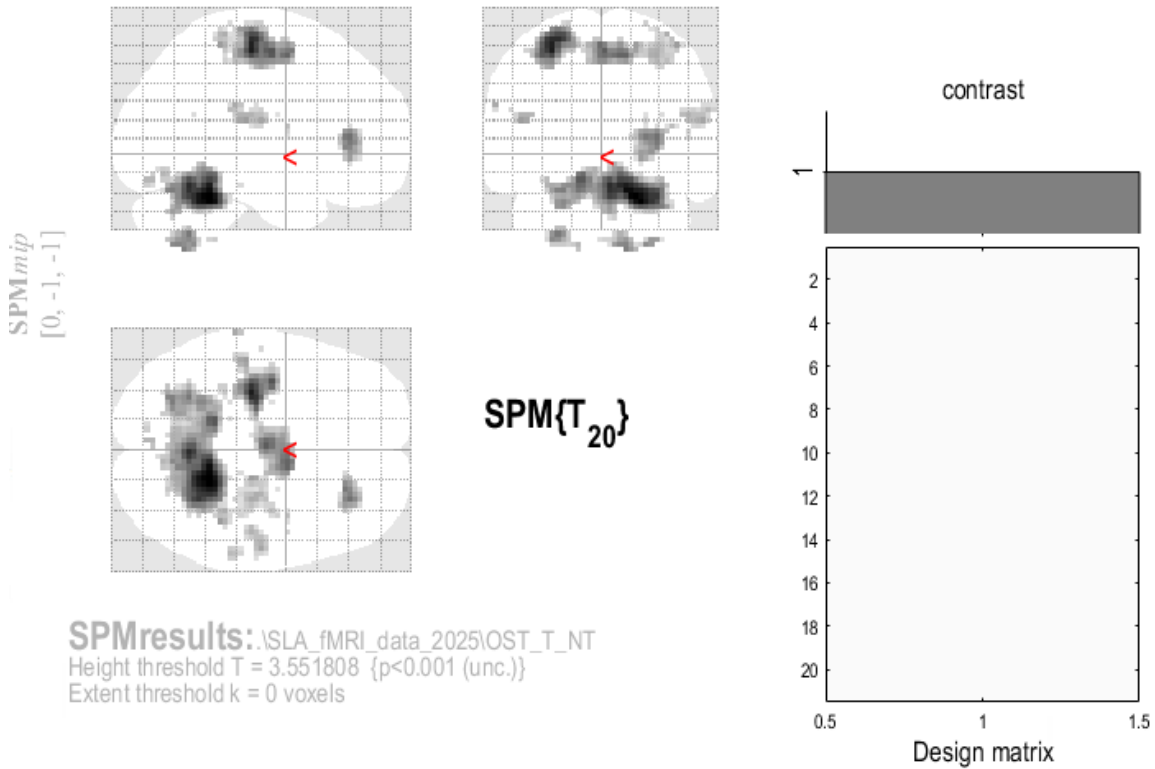 SPMmip
[0, -1, -1]
<
<
<
SPM{T20}
SPMresults: .\SLA_fMRI_data_2025\OST_T_NT
Height threshold T = 3.551808 {p<0.001 (unc.)}
Extent threshold k = 0 voxels
contrast
1
2
4
6
8
10
12
14
16
18
20
0.5 1 1.5
Design matrix